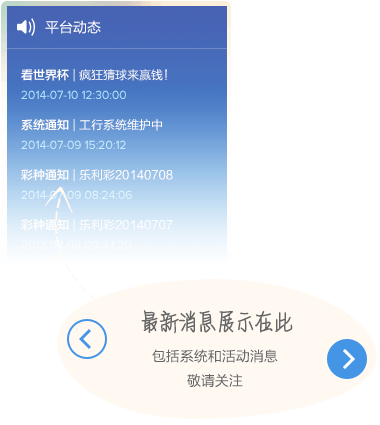 平台动态
看世界杯 | 疯狂猜球来赢钱!
2014-07-10 12:30:00
系统通知 | 工行系统维护中
2014-07-09 15:20:12
彩种通知 | 乐利彩20140708
2014-07-09 08:24:06
彩种通知 | 乐利彩20140707
最新消息展示在此
包括系统和活动消息
敬请关注